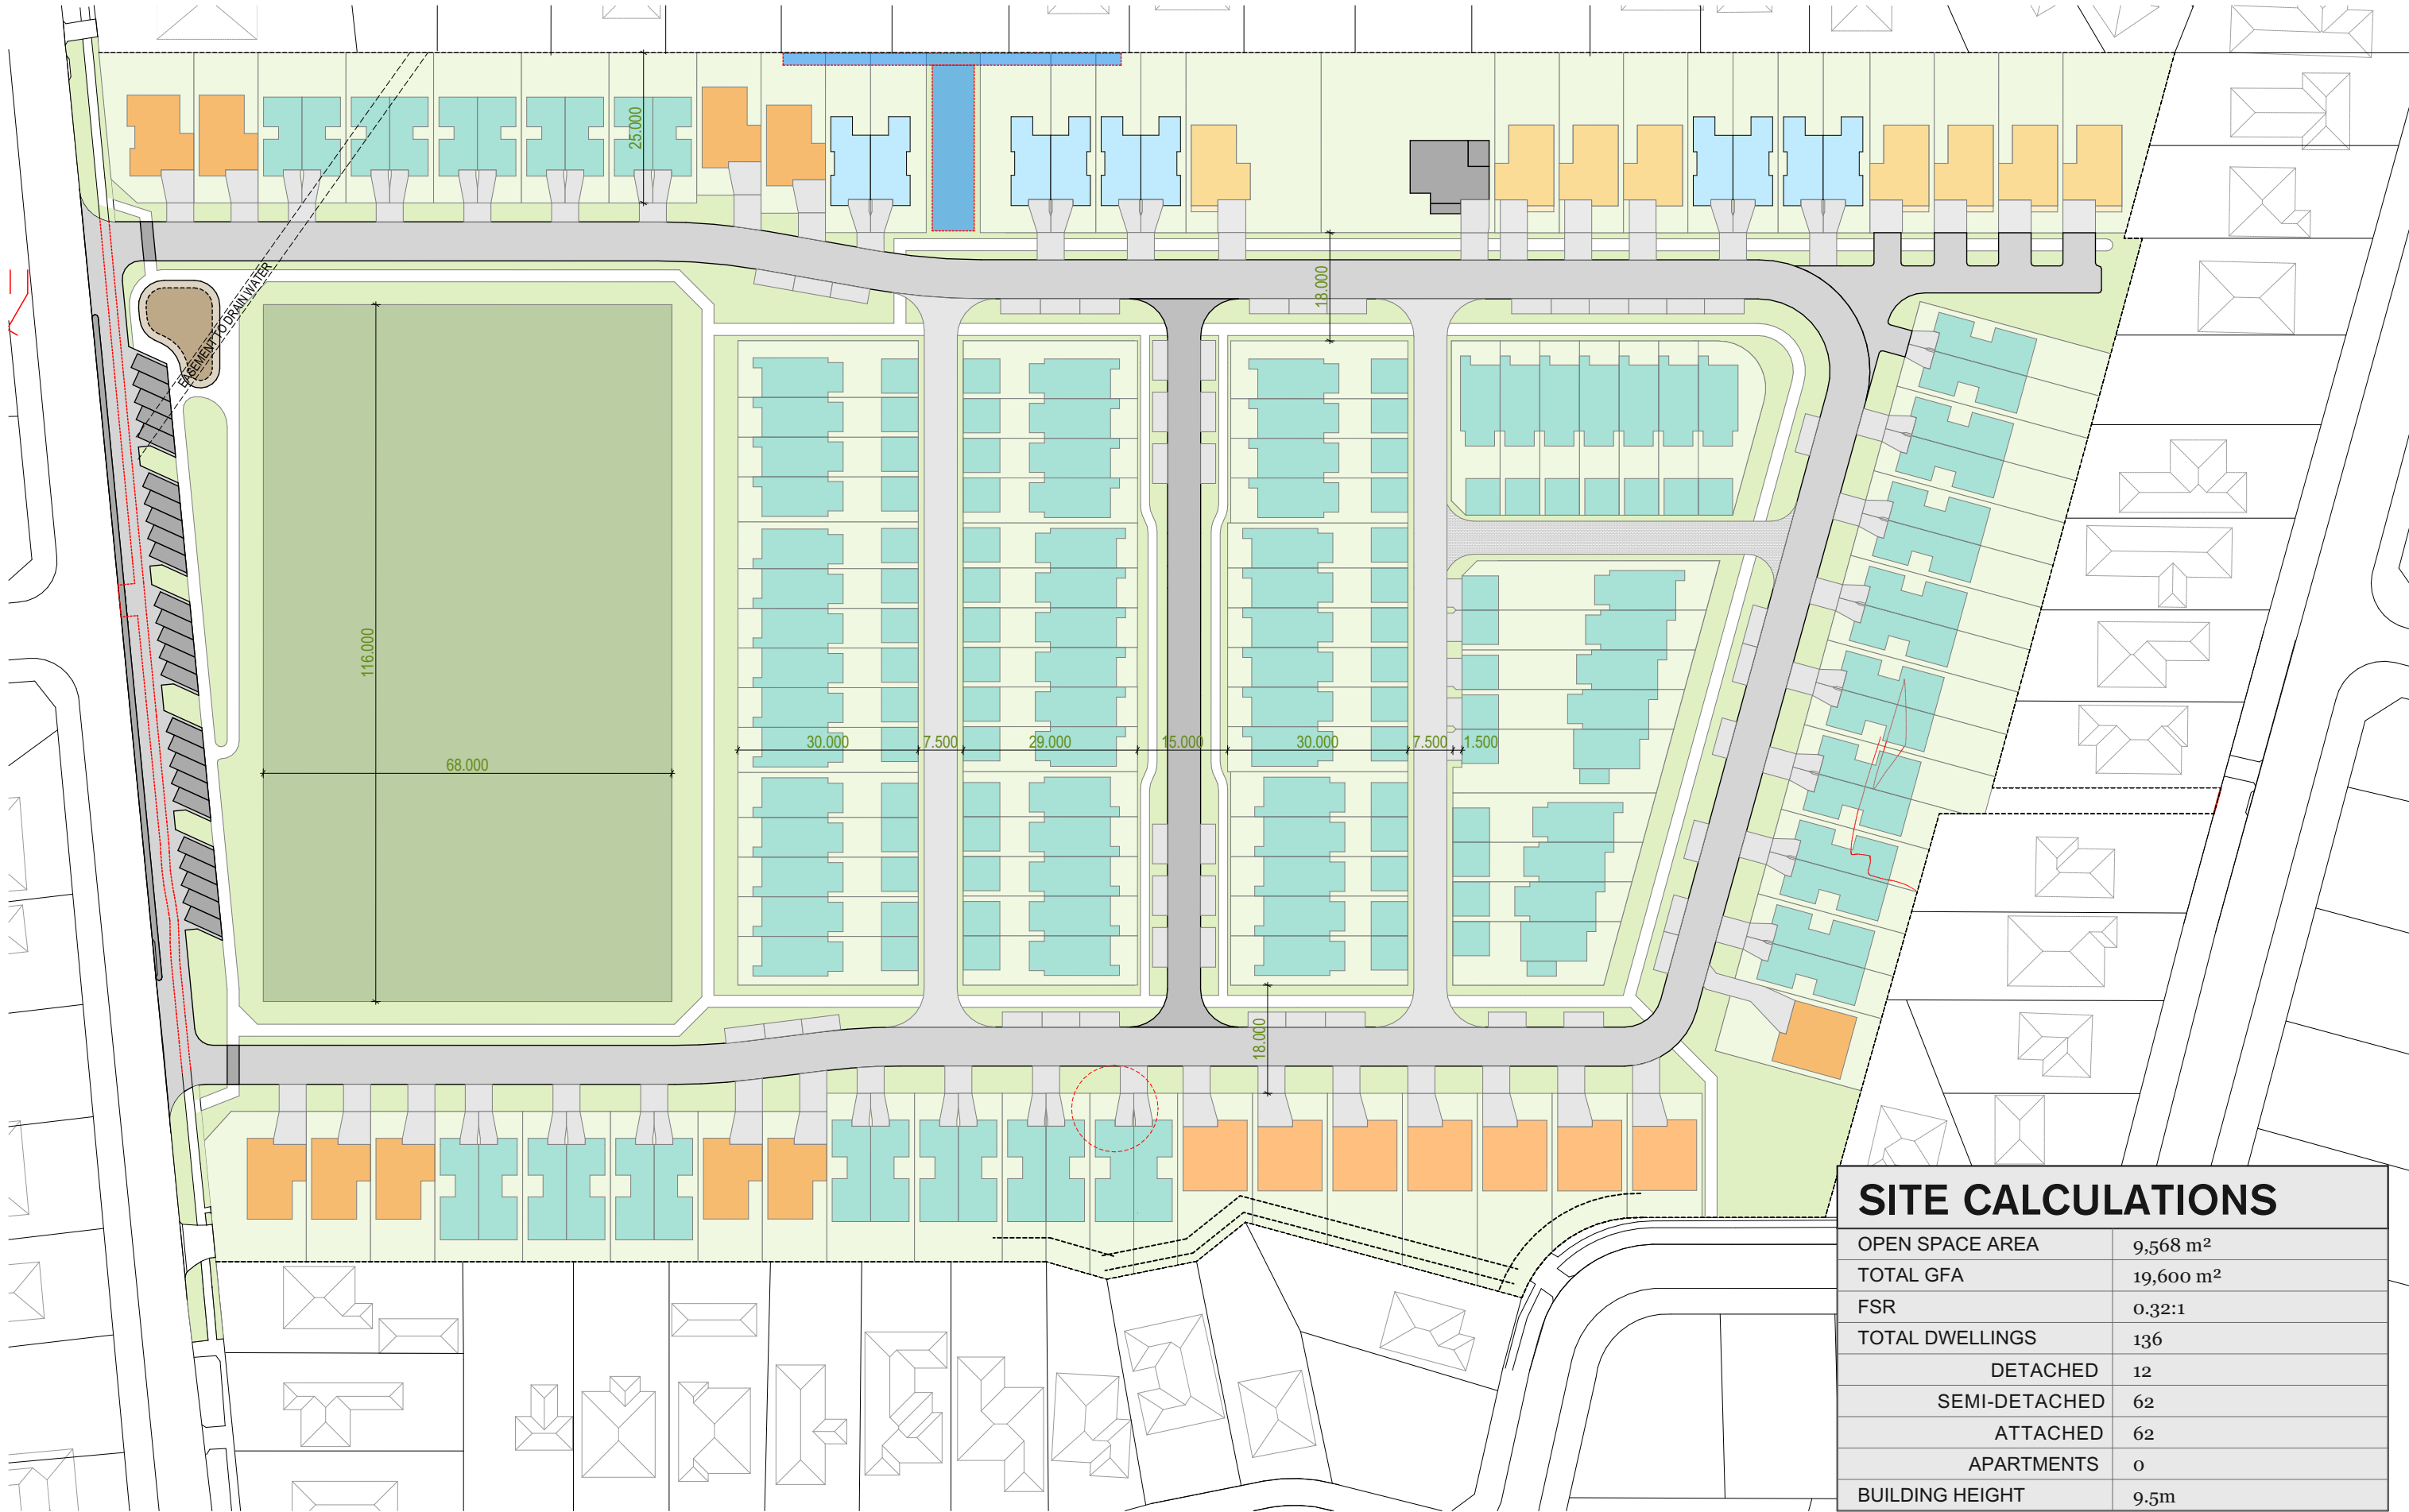 25.000
EASEMENT TO DRAIN WATER
18.000
116.000
68.000
30.000
7.500
29.000
15.000
30.000
7.500
1.500
18.000
SITE CALCULATIONS
OPEN SPACE AREA 9,568 m²
TOTAL GFA 19,600 m²
FSR 0.32:1
TOTAL DWELLINGS 136
DETACHED 12
SEMI-DETACHED 62
ATTACHED 62
APARTMENTS 0
BUILDING HEIGHT 9.5m